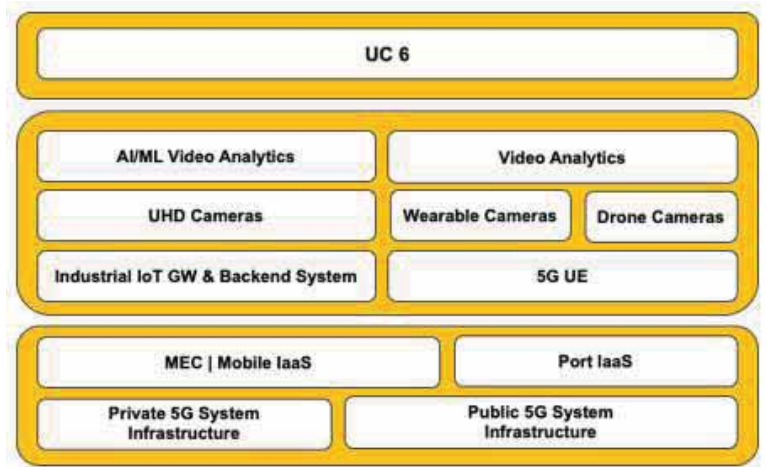 UC 6
AI/ML Video Analytics
Video Analytics
UHD Cameras
Wearable Cameras
Drone Cameras
Industrial IoT GW & Backend System
5G UE
MEC | Mobile IaaS
Port IaaS
Private 5G System
Infrastructure
Public 5G System
Infrastructure